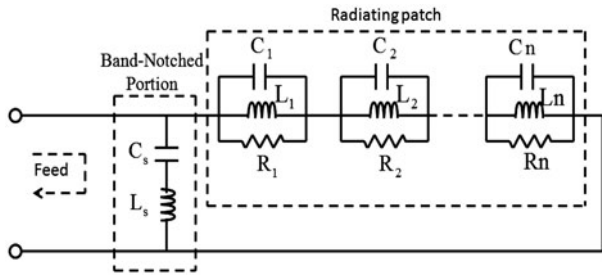 Radiating patch
Band-Notched
Portion
C1 C2 Cn
L1 L2 Ln
R1 R2 Rn
Feed
Cs
Ls